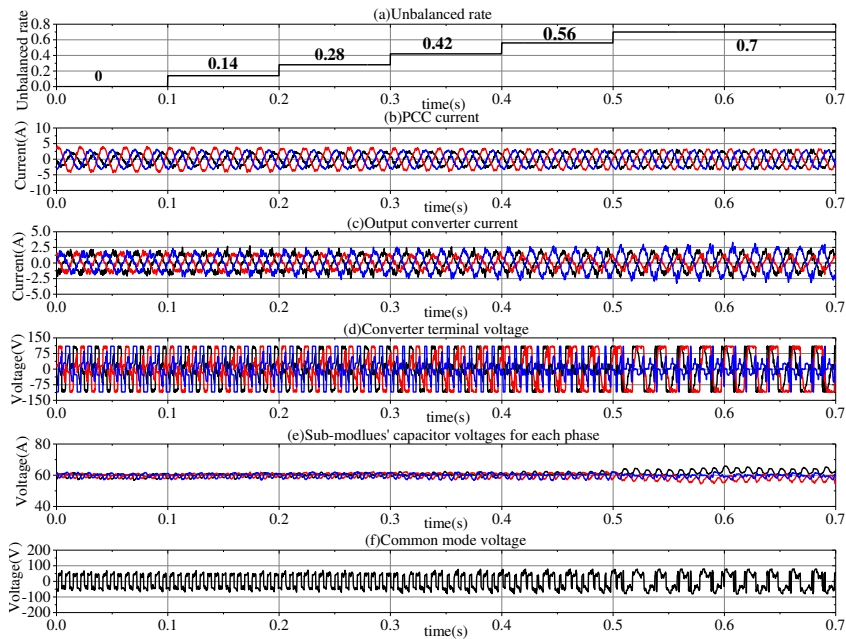 (a)Unbalanced rate
Unbalanced rate
0.8
0.6
0.4
0.2
0.0
0
0.14
0.28
0.42
0.56
0.7
0.0 0.1 0.2 0.3 0.4 0.5 0.6 0.7
time(s)
(b)PCC current
Current(A)
10
5
0
-5
-10
0.0 0.1 0.2 0.3 0.4 0.5 0.6 0.7
time(s)
(c)Output converter current
Current(A)
5.0
2.5
0.0
-2.5
-5.0
0.0 0.1 0.2 0.3 0.4 0.5 0.6 0.7
time(s)
(d)Converter terminal voltage
Voltage(V)
150
75
0
-75
-150
0.0 0.1 0.2 0.3 0.4 0.5 0.6 0.7
time(s)
(e)Sub-modlues' capacitor voltages for each phase
Voltage(A)
80
60
40
0.0 0.1 0.2 0.3 0.4 0.5 0.6 0.7
time(s)
(f)Common mode voltage
Voltage(V)
200
100
0
-100
-200
0.0 0.1 0.2 0.3 0.4 0.5 0.6 0.7
time(s)